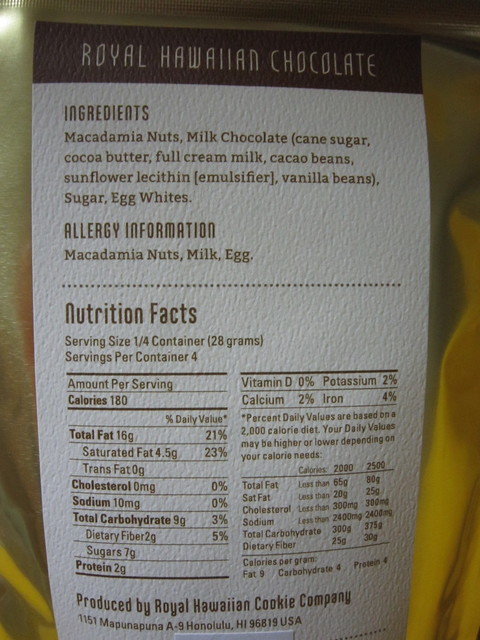 ROYAL HAWAIIAN CHOCOLATE
INGREDIENTS
Macadamia Nuts, Milk Chocolate (cane sugar,
cocoa butter, full cream milk, cacao beans,
sunflower lecithin [emulsifier], vanilla beans),
Sugar, Egg Whites.
ALLERGY INFORMATION
Macadamia Nuts, Milk, Egg.
Nutrition Facts
Serving Size 1/4 Container (28 grams)
Servings Per Container 4
Amount Per Serving
Calories 180
% Daily Value*
Total Fat 16g 21%
Saturated Fat 4.5g 23%
Trans Fat 0g
Cholesterol 0mg 0%
Sodium 10mg 0%
Total Carbohydrate 9g 3%
Dietary Fiber2g 5%
Sugars 7g
Protein 2g
Vitamin D 0% Potassium 2%
Calcium 2% Iron 4%
*Percent Daily Values are based on a
2,000 calorie diet. Your Daily Values
may be higher or lower depending on
your calorie needs:
Calories: 2000 2500
Total Fat Less than 65g 80g
Sat Fat Less than 20g 25g
Cholesterol Less than 300mg 300mg
Sodium Less than 2400mg 2400mg
Total Carbohydrate 300g 375g
Dietary Fiber 25g 30g
Calories per gram:
Fat 9 Carbohydrate 4 Protein 4
Produced by Royal Hawaiian Cookie Company
1151 Mapunapuna A-9 Honolulu, HI 96819 USA